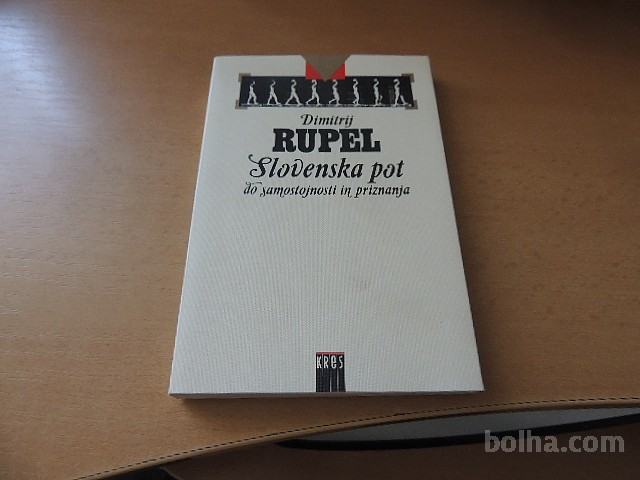 Dimitrij
RUPEL
Slovenska pot
do samostojnosti in priznanja
KRES
bolha.com